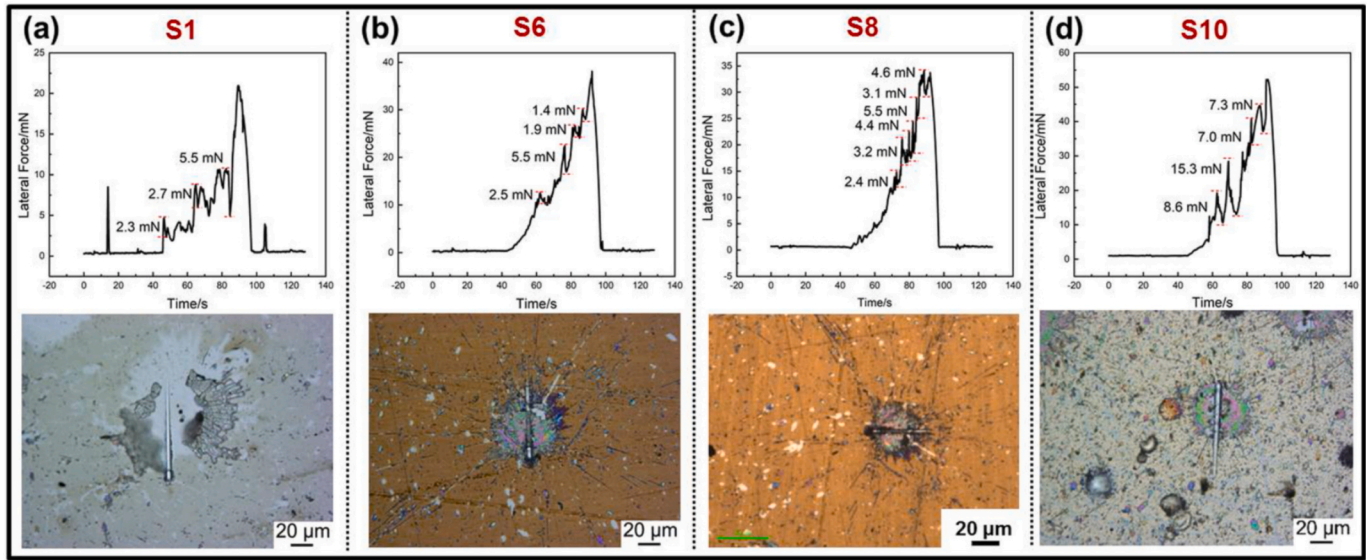 (a) S1
25
20
15
10
5
0
Lateral Force/mN
2.3 mN
2.7 mN
5.5 mN
-20 0 20 40 60 80 100 120 140
Time/s
20 µm
(b) S6
40
30
20
10
0
Lateral Force/mN
1.4 mN
1.9 mN
5.5 mN
2.5 mN
-20 0 20 40 60 80 100 120 140
Time/s
20 µm
(c) S8
35
30
25
20
15
10
5
0
-5
Lateral Force/mN
4.6 mN
3.1 mN
5.5 mN
4.4 mN
3.2 mN
2.4 mN
-20 0 20 40 60 80 100 120 140
Time/s
20 µm
(d) S10
60
50
40
30
20
10
0
Lateral Force/mN
7.3 mN
7.0 mN
15.3 mN
8.6 mN
-20 0 20 40 60 80 100 120 140
Time/s
20 µm